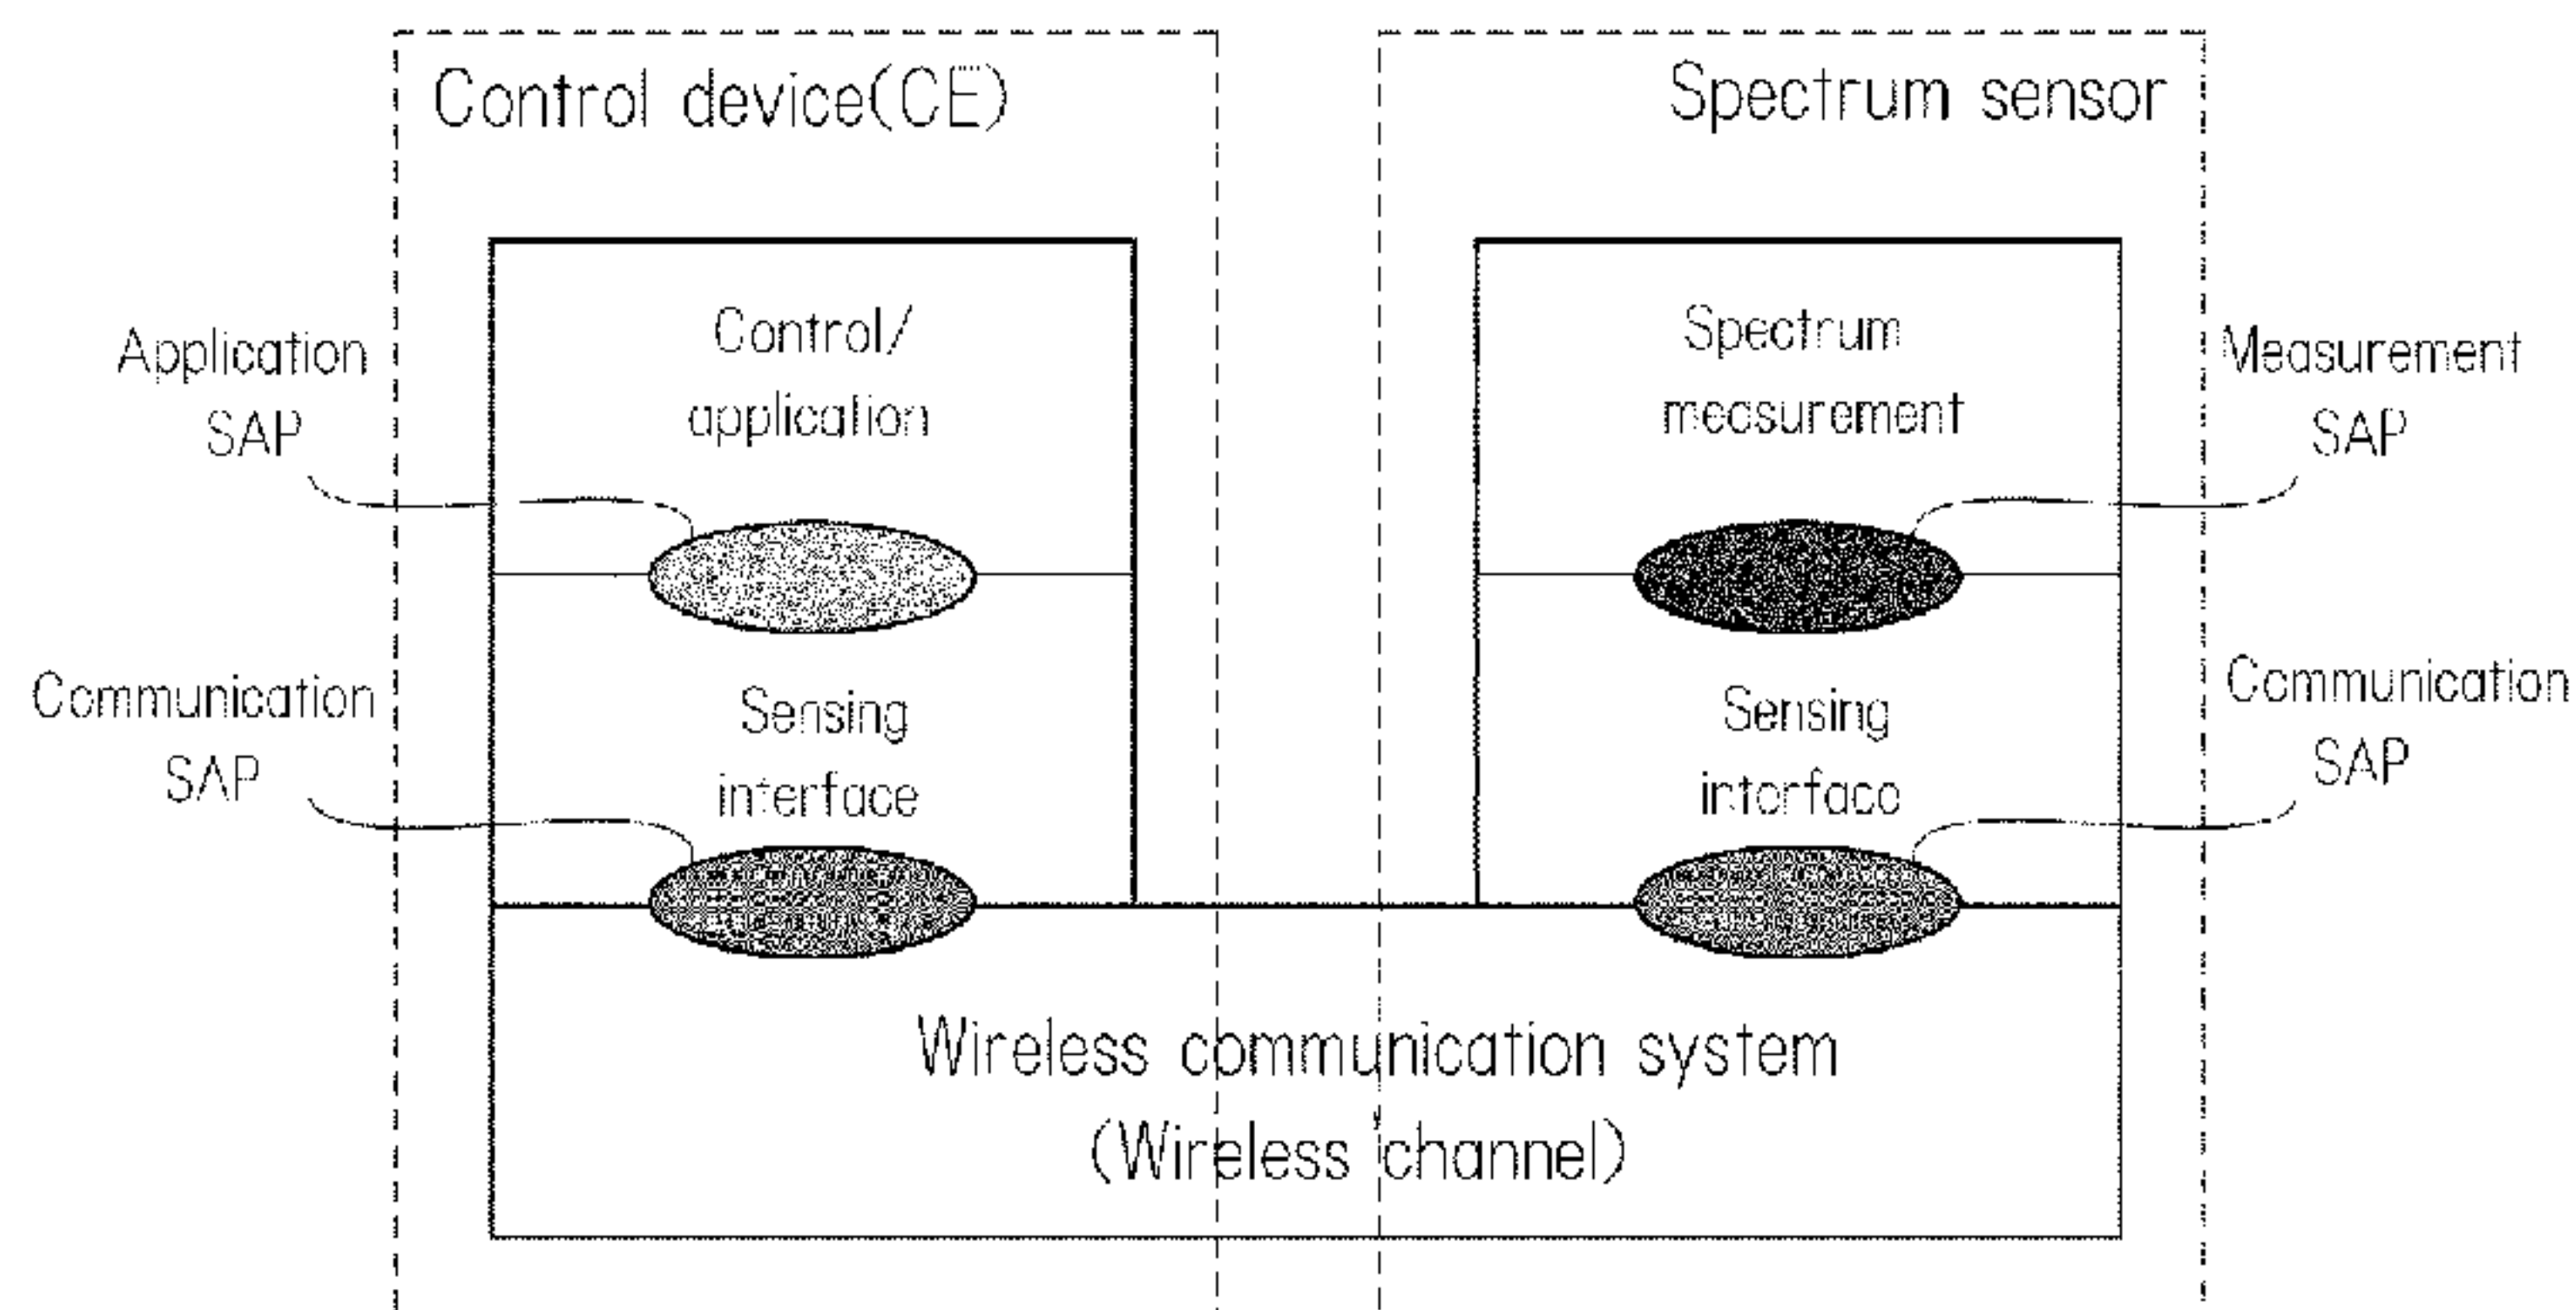 Control device(CE)
Spectrum sensor
Application
SAP
Control/
application
Spectrum
measurement
Measurement
SAP
Communication
SAP
Sensing
interface
Sensing
interface
Communication
SAP
Wireless communication system
(Wireless channel)